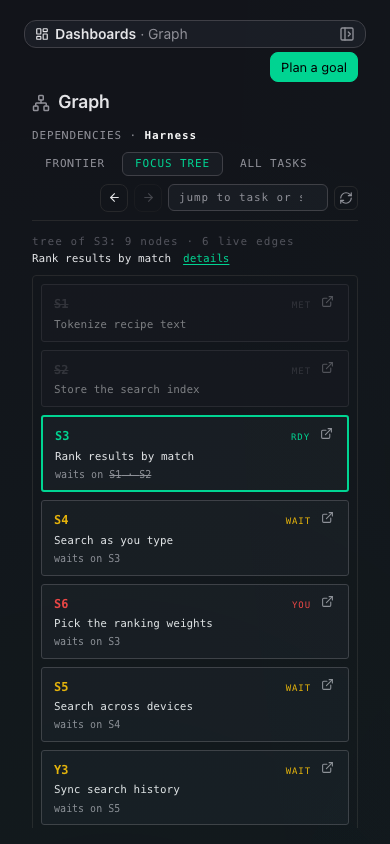 Dashboards · Graph
Plan a goal
Graph
DEPENDENCIES · Harness
FRONTIER FOCUS TREE ALL TASKS
jump to task or s
tree of S3: 9 nodes · 6 live edges
Rank results by match details
S1 MET
Tokenize recipe text
S2 MET
Store the search index
S3 RDY
Rank results by match
waits on S1 · S2
S4 WAIT
Search as you type
waits on S3
S6 YOU
Pick the ranking weights
waits on S3
S5 WAIT
Search across devices
waits on S4
Y3 WAIT
Sync search history
waits on S5